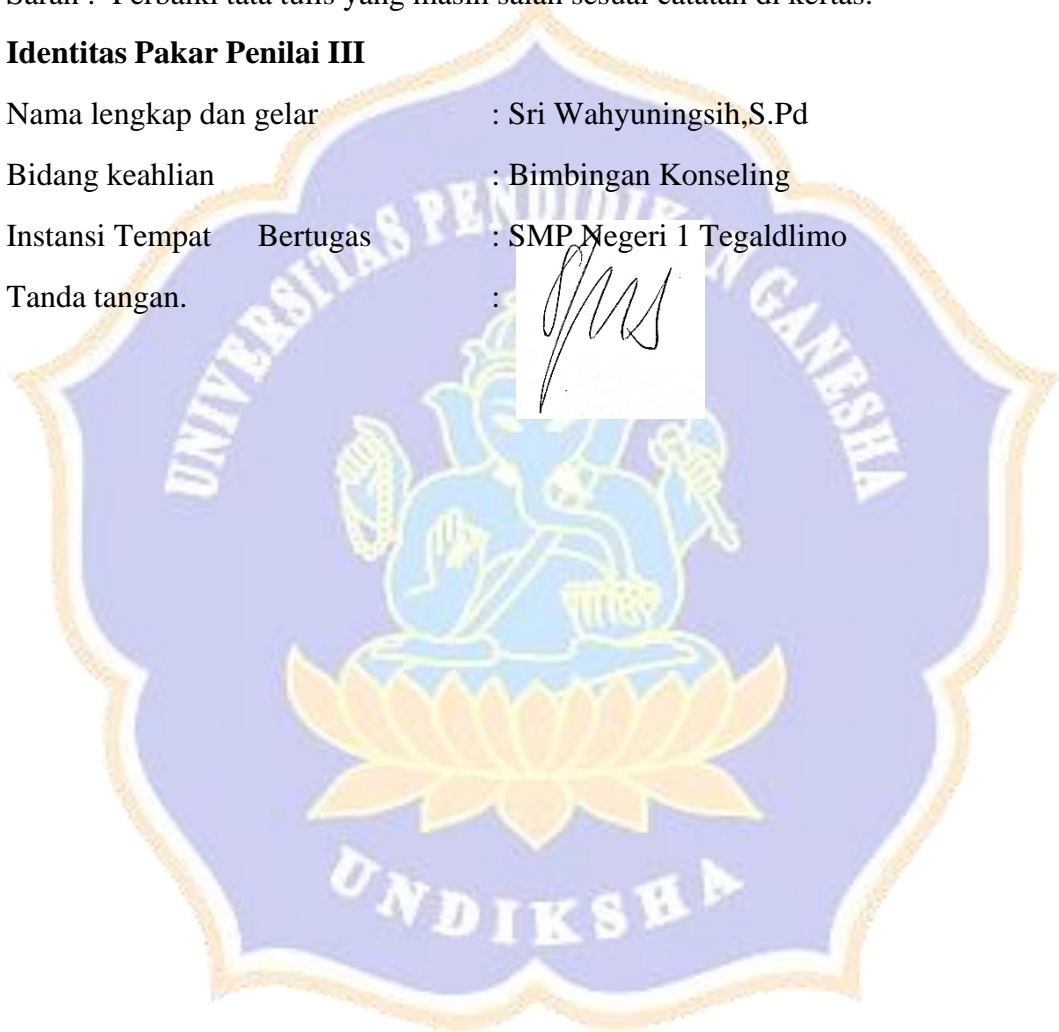 Saran : Perbaiki tata tulis yang masih salah sesuai catatan di kertas.
Identitas Pakar Penilai III
Nama lengkap dan gelar : Sri Wahyuningsih,S.Pd
Bidang keahlian : Bimbingan Konseling
Instansi Tempat Bertugas : SMP Negeri 1 Tegaldlimo
Tanda tangan. :
UNIVERSITAS PENDIDIKAN GANESHA
UNDIKSHA